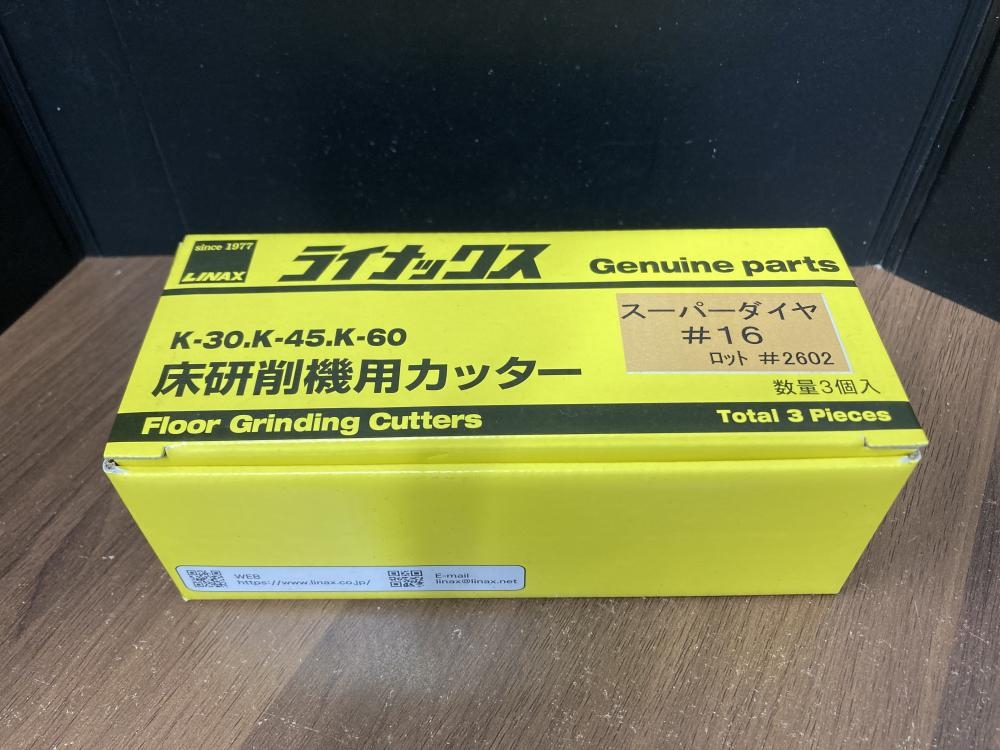 since 1977
LINAX
ライナックス
Genuine parts
K-30.K-45.K-60
床研削機用カッター
スーパーダイヤ
#16
ロット #2602
数量3個入
Floor Grinding Cutters
Total 3 Pieces
WEB
https://www.linax.co.jp/
E-mail
linax@linax.net